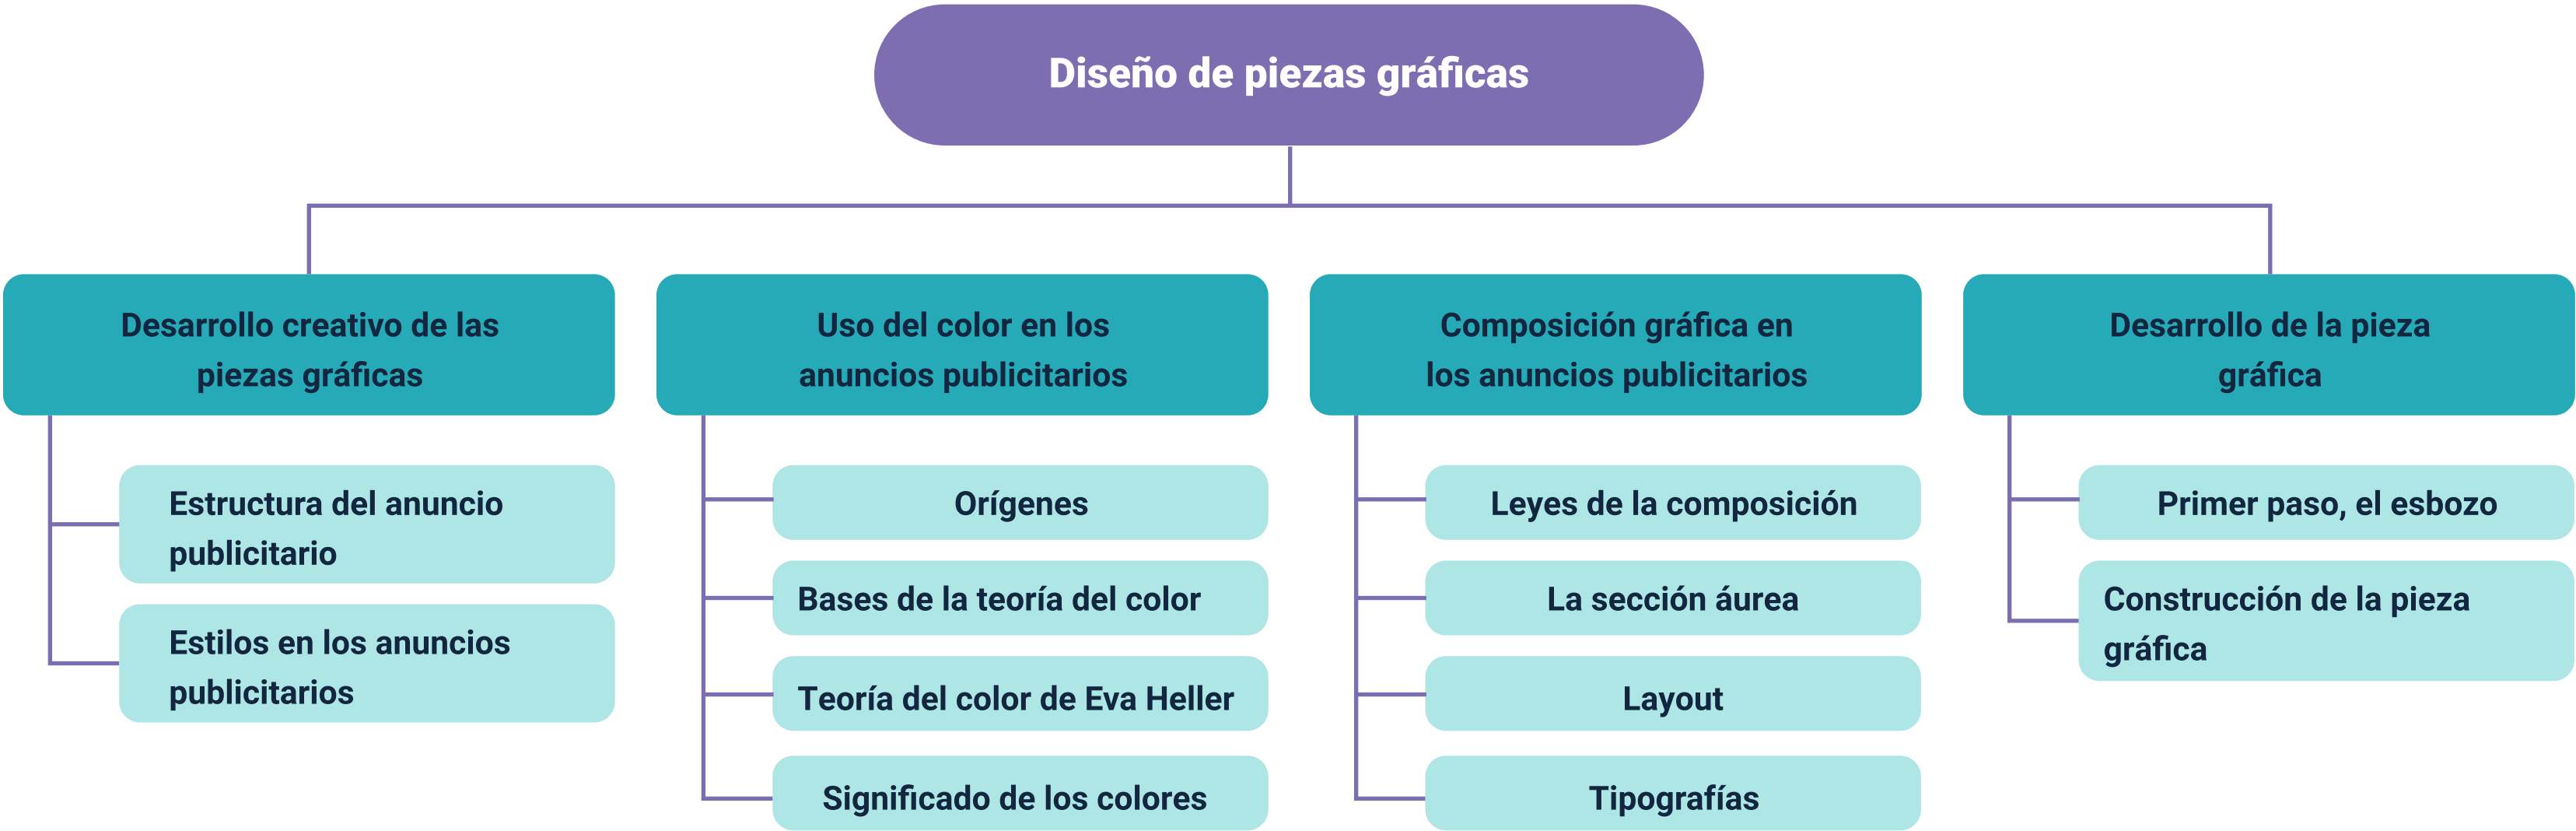 Diseño de piezas gráficas
Desarrollo creativo de las
piezas gráficas
Estructura del anuncio
publicitario
Estilos en los anuncios
publicitarios
Uso del color en los
anuncios publicitarios
Orígenes
Bases de la teoría del color
Teoría del color de Eva Heller
Significado de los colores
Composición gráfica en
los anuncios publicitarios
Leyes de la composición
La sección áurea
Layout
Tipografías
Desarrollo de la pieza
gráfica
Primer paso, el esbozo
Construcción de la pieza
gráfica